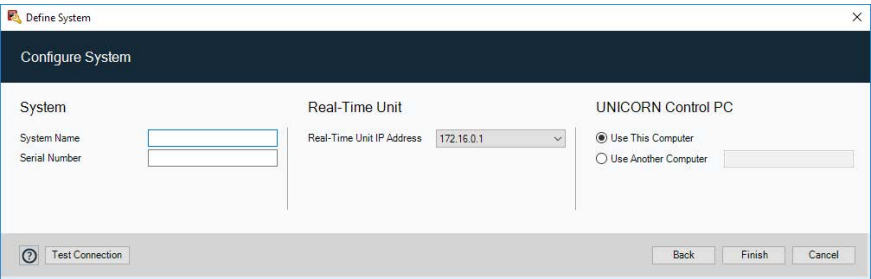 Define System
Configure System
System
System Name
Serial Number
Real-Time Unit
Real-Time Unit IP Address 172.16.0.1
UNICORN Control PC
Use This Computer
Use Another Computer
? Test Connection Back Finish Cancel